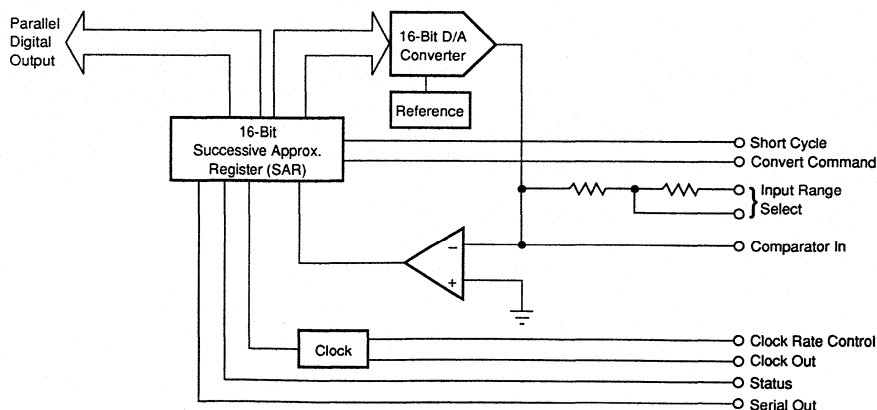 Parallel
Digital
Output
16-Bit D/A
Converter
Reference
16-Bit
Successive Approx.
Register (SAR)
Short Cycle
Convert Command
Input Range
Select
Comparator In
−
+
Clock
Clock Rate Control
Clock Out
Status
Serial Out